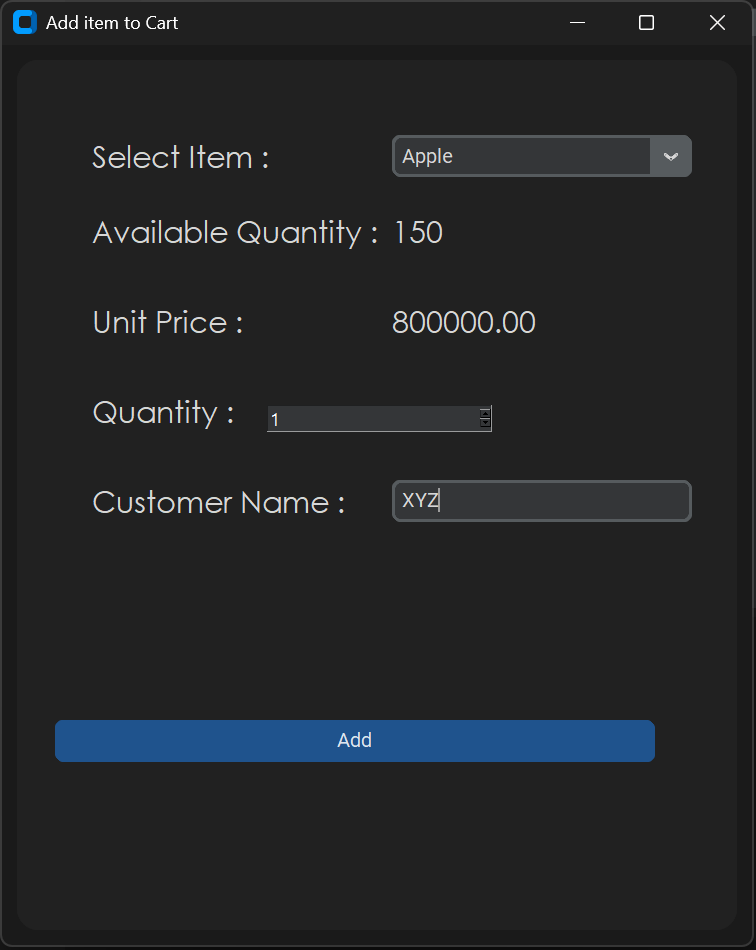 Add item to Cart
Select Item : Apple
Available Quantity : 150
Unit Price : 800000.00
Quantity : 1
Customer Name : XYZ
Add